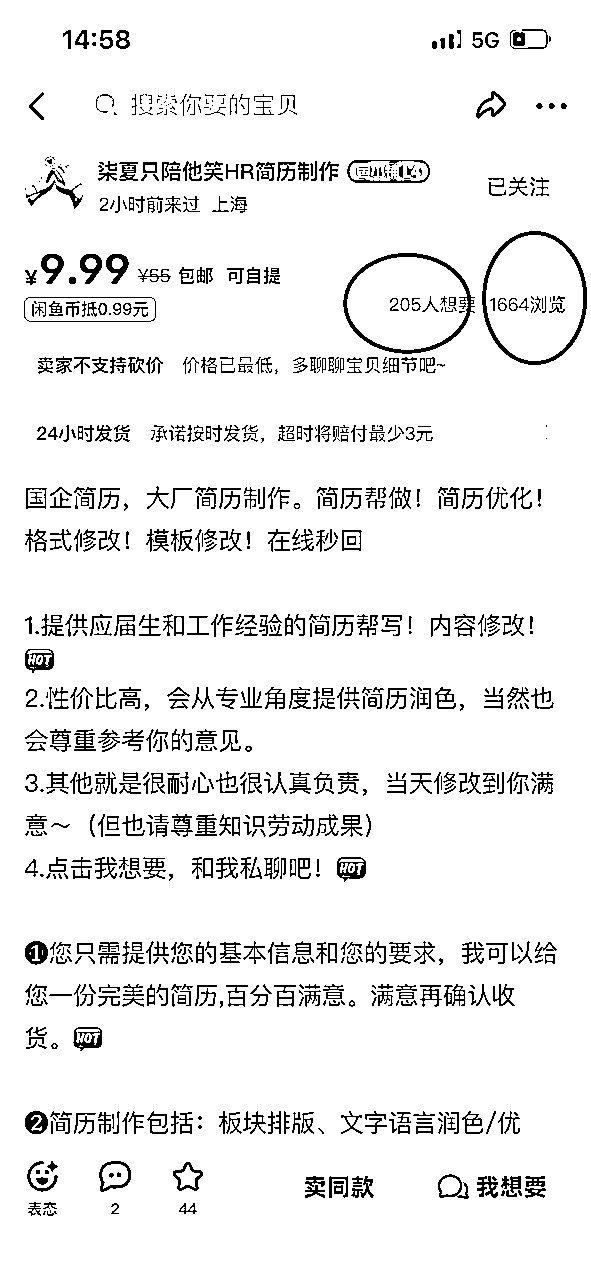 14:58
5G
搜索你要的宝贝
柒夏只陪他笑HR简历制作
已关注
2小时前来过 上海
¥9.99 ¥55 包邮 可自提
205人想要 1664浏览
闲鱼币抵0.99元
卖家不支持砍价 价格已最低，多聊聊宝贝细节吧~
24小时发货 承诺按时发货，超时将赔付最少3元
国企简历，大厂简历制作。简历帮做！简历优化！
格式修改！模板修改！在线秒回
1.提供应届生和工作经验的简历帮写！内容修改！
HOT
2.性价比高，会从专业角度提供简历润色，当然也
会尊重参考你的意见。
3.其他就是很耐心也很认真负责，当天修改到你满
意～（但也请尊重知识劳动成果）
4.点击我想要，和我私聊吧！HOT
❶您只需提供您的基本信息和您的要求，我可以给
您一份完美的简历,百分百满意。满意再确认收
货。HOT
❷简历制作包括：板块排版、文字语言润色/优
表态 2 44 卖同款 我想要